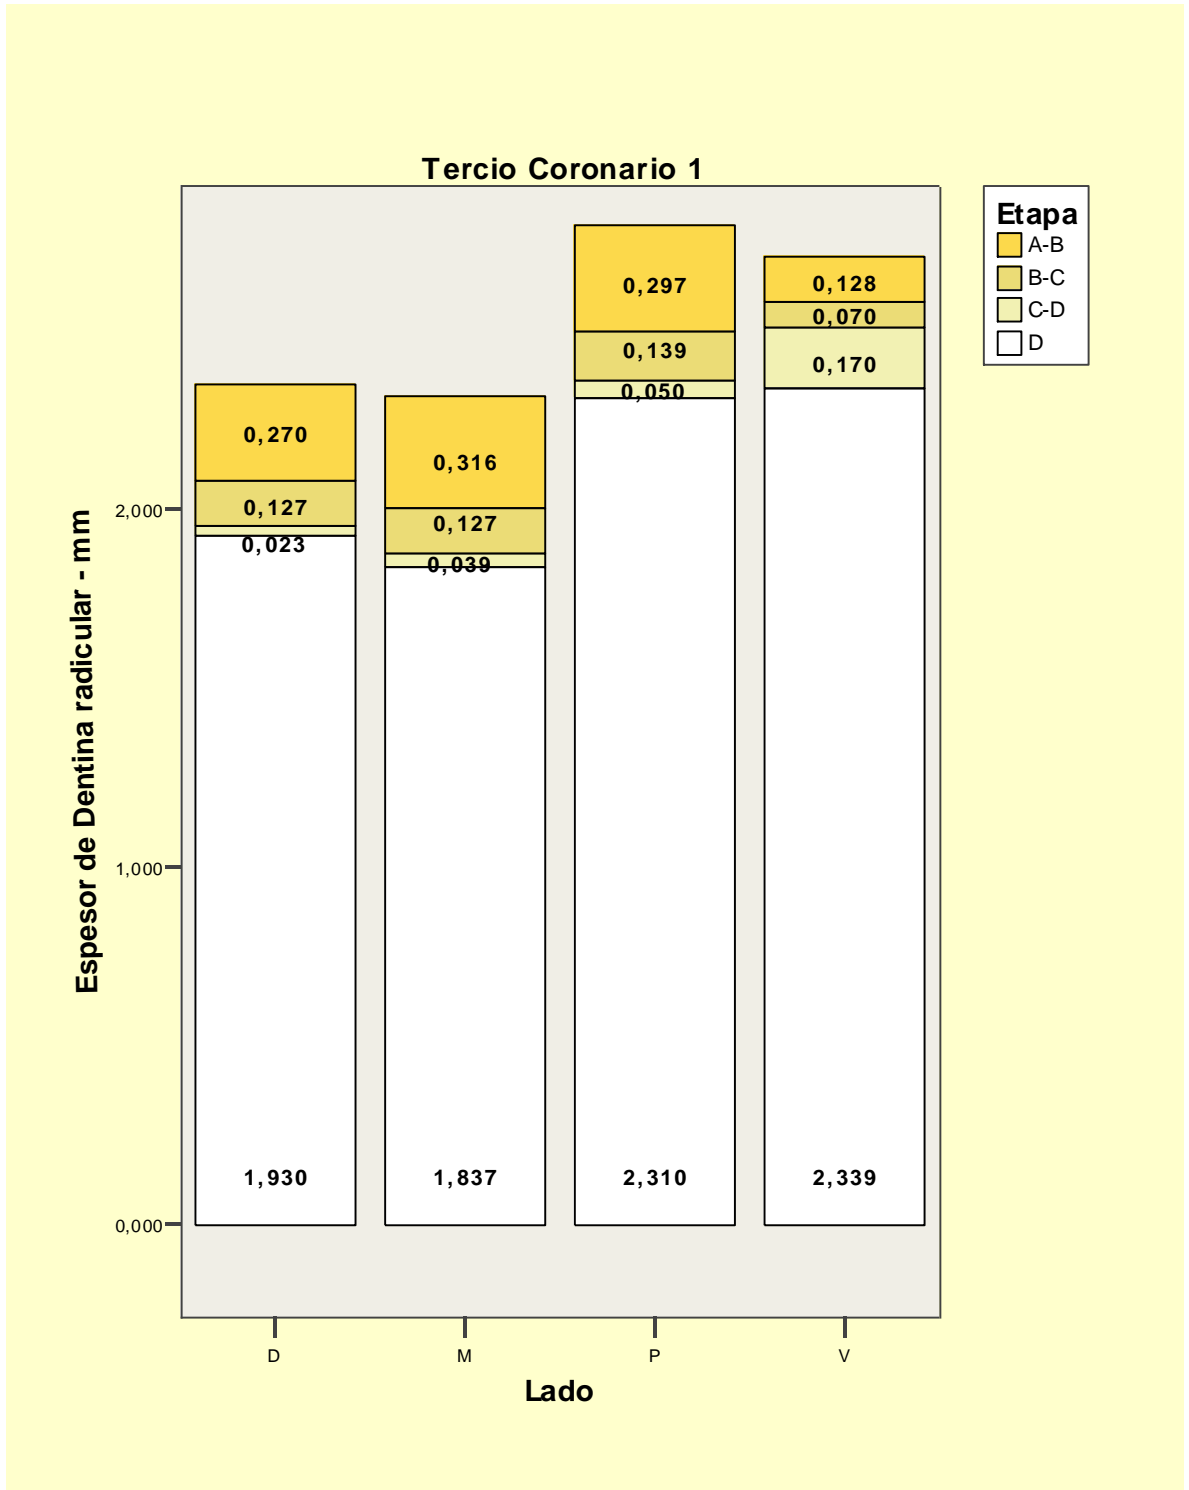 Tercio Coronario 1
Etapa
A-B
B-C
C-D
D
Espesor de Dentina radicular - mm
2,000
1,000
0,000
0,270
0,127
0,023
1,930
0,316
0,127
0,039
1,837
0,297
0,139
0,050
2,310
0,128
0,070
0,170
2,339
D
M
P
V
Lado